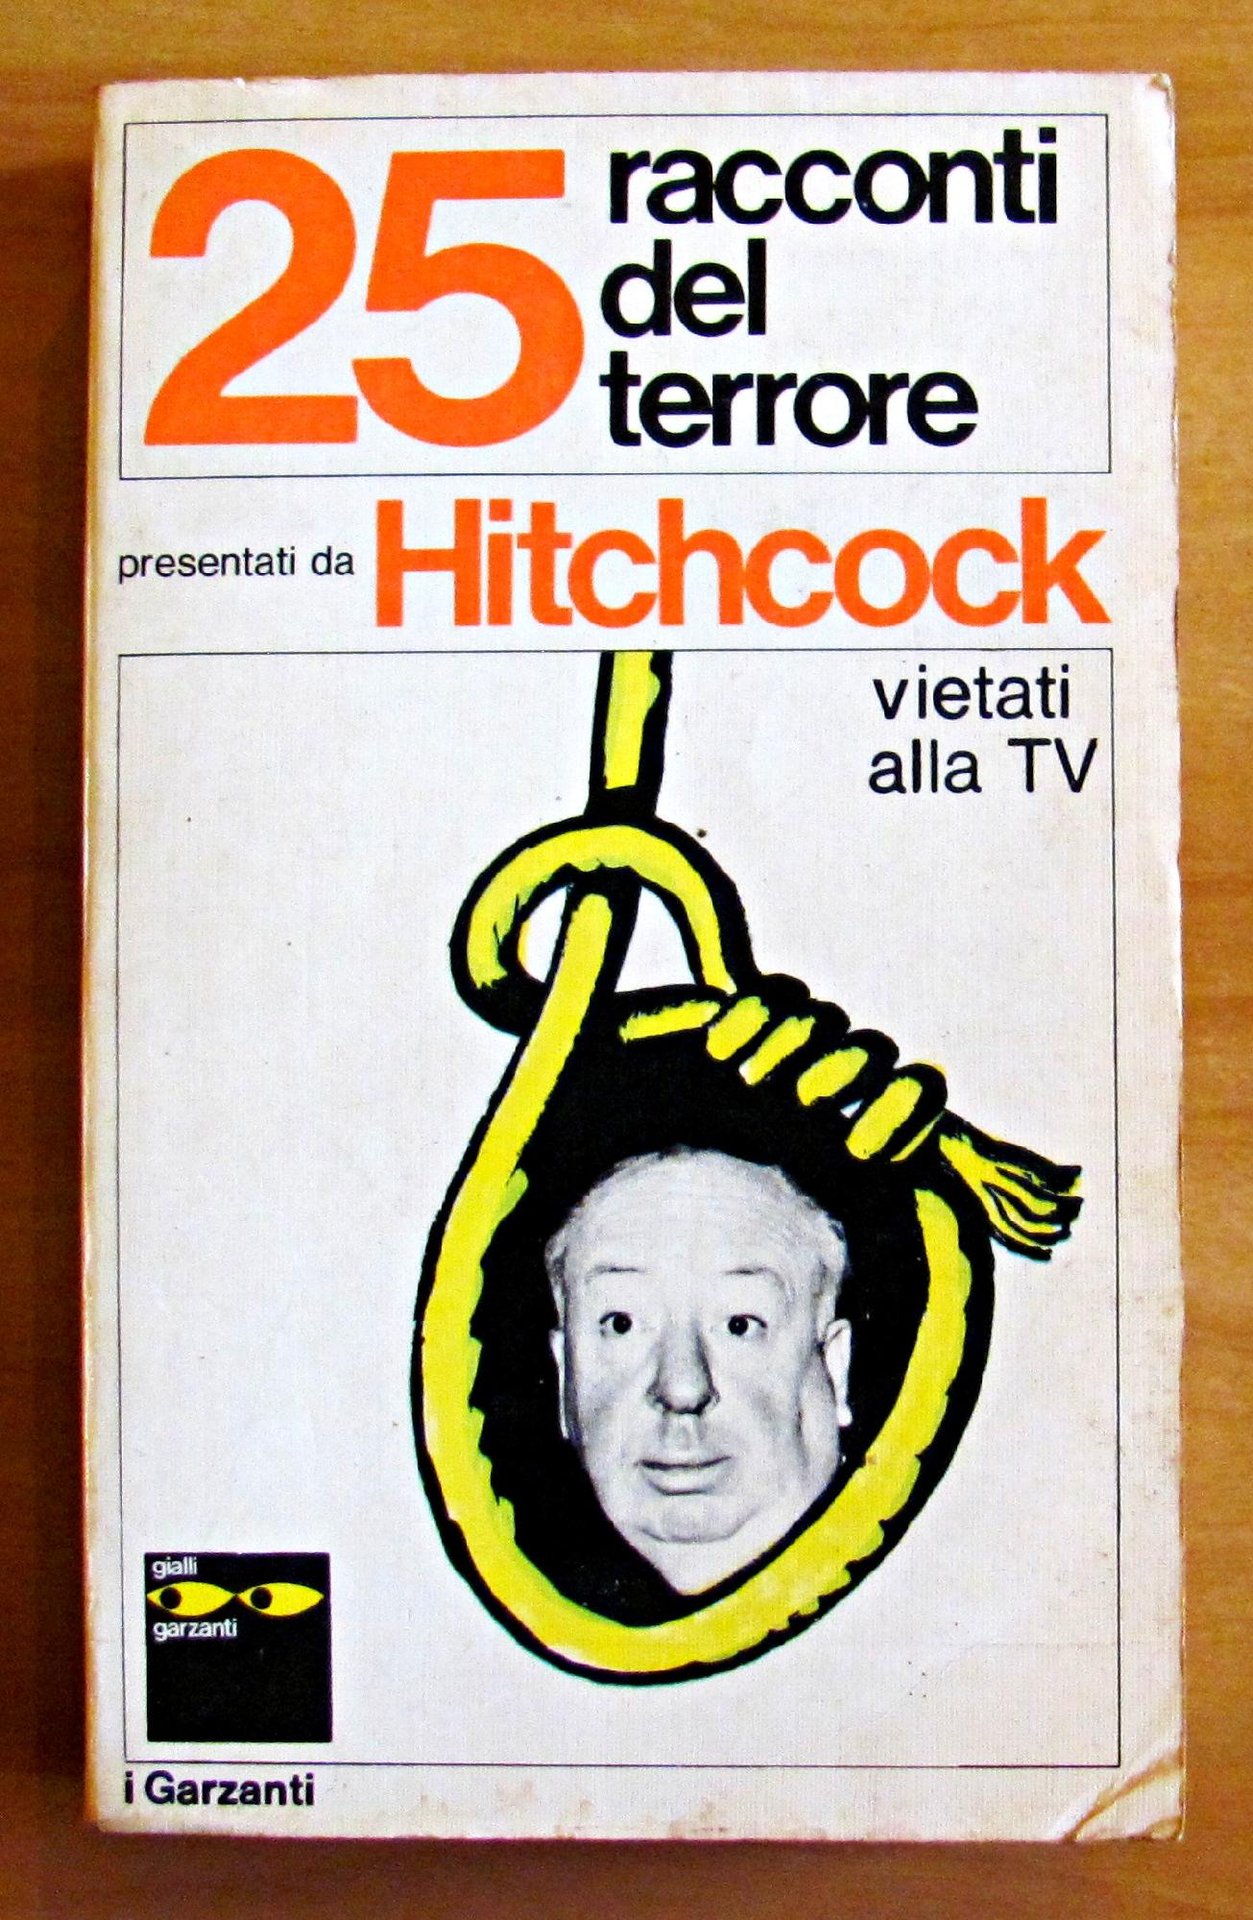 25 racconti
del
terrore
presentati da Hitchcock
vietati
alla TV
gialli
garzanti
i Garzanti